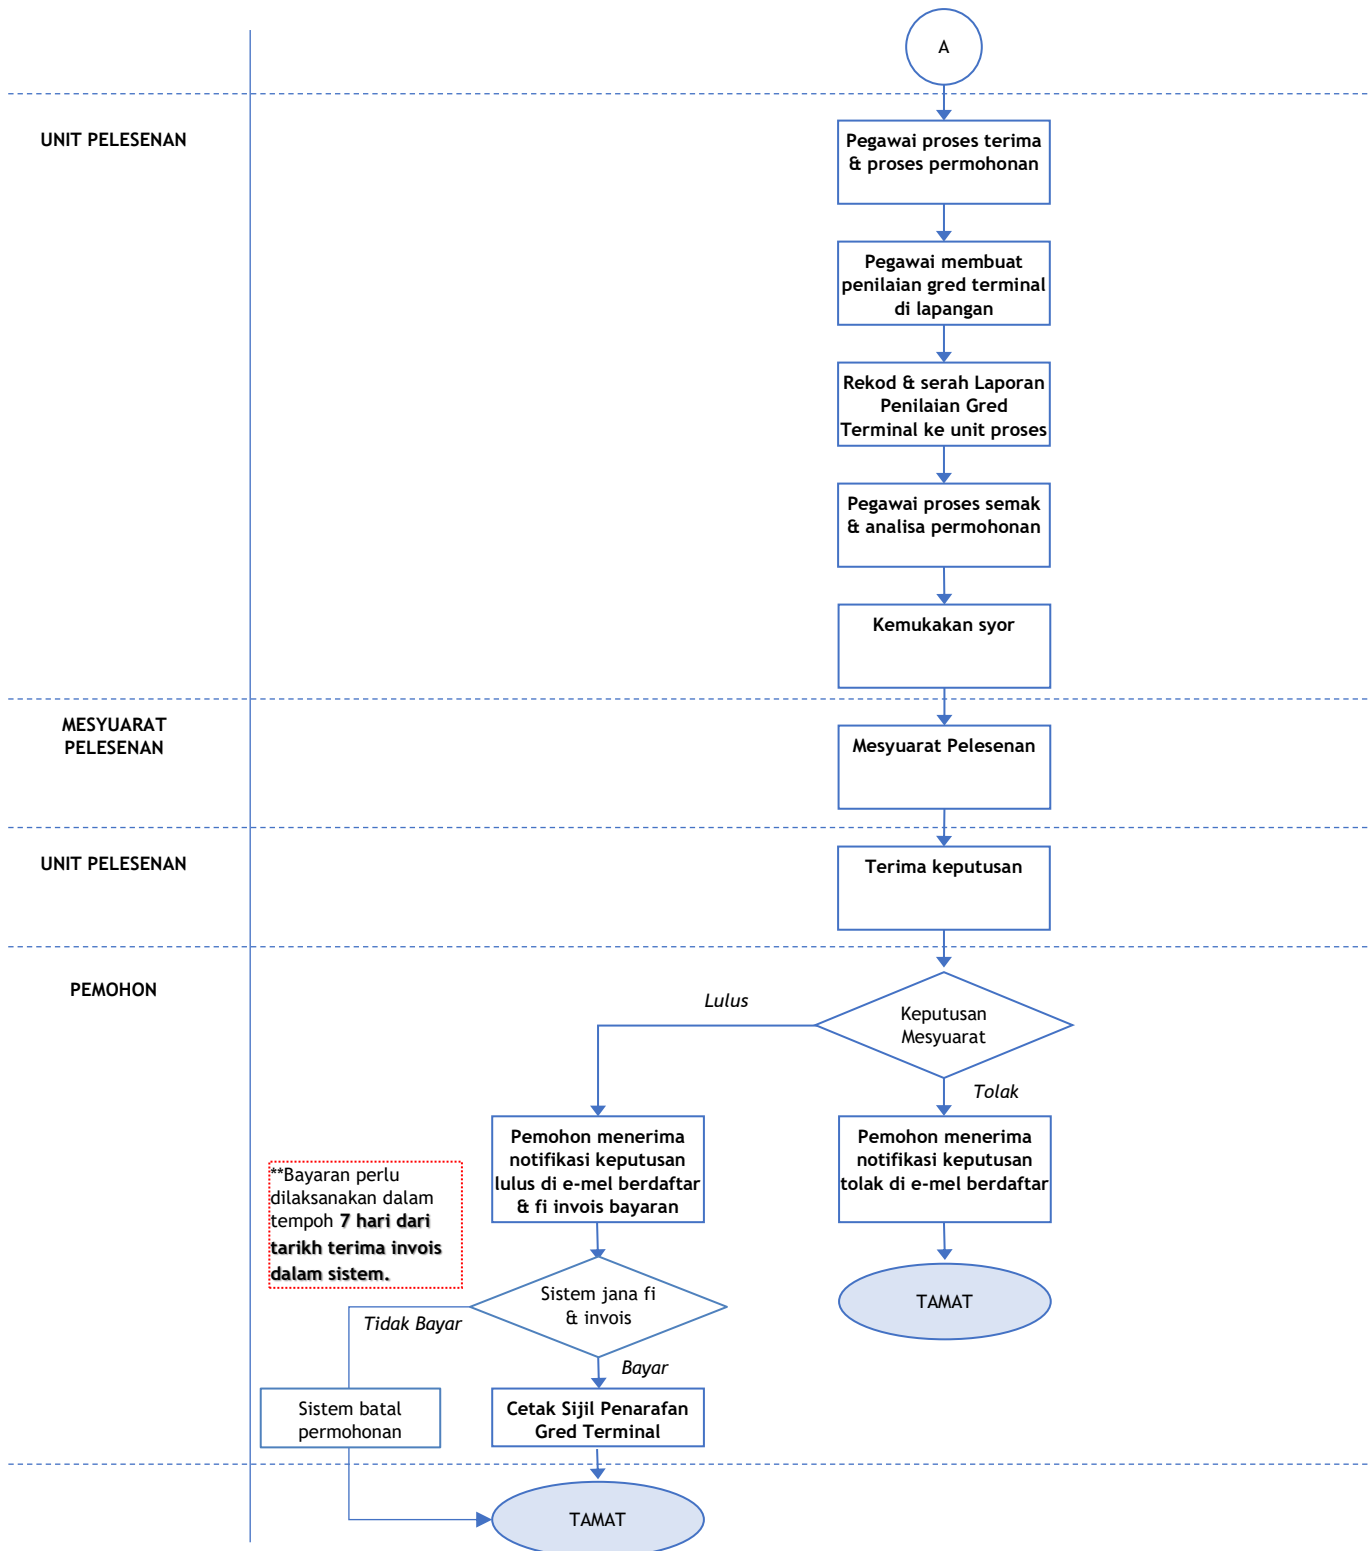 A
UNIT PELESENAN
Pegawai proses terima
& proses permohonan
Pegawai membuat
penilaian gred terminal
di lapangan
Rekod & serah Laporan
Penilaian Gred
Terminal ke unit proses
Pegawai proses semak
& analisa permohonan
Kemukakan syor
MESYUARAT
PELESENAN
Mesyuarat Pelesenan
UNIT PELESENAN
Terima keputusan
PEMOHON
Lulus
Keputusan
Mesyuarat
Tolak
Pemohon menerima
notifikasi keputusan
lulus di e-mel berdaftar
& fi invois bayaran
Pemohon menerima
notifikasi keputusan
tolak di e-mel berdaftar
**Bayaran perlu
dilaksanakan dalam
tempoh 7 hari dari
tarikh terima invois
dalam sistem.
Sistem jana fi
& invois
TAMAT
Tidak Bayar
Bayar
Sistem batal
permohonan
Cetak Sijil Penarafan
Gred Terminal
TAMAT